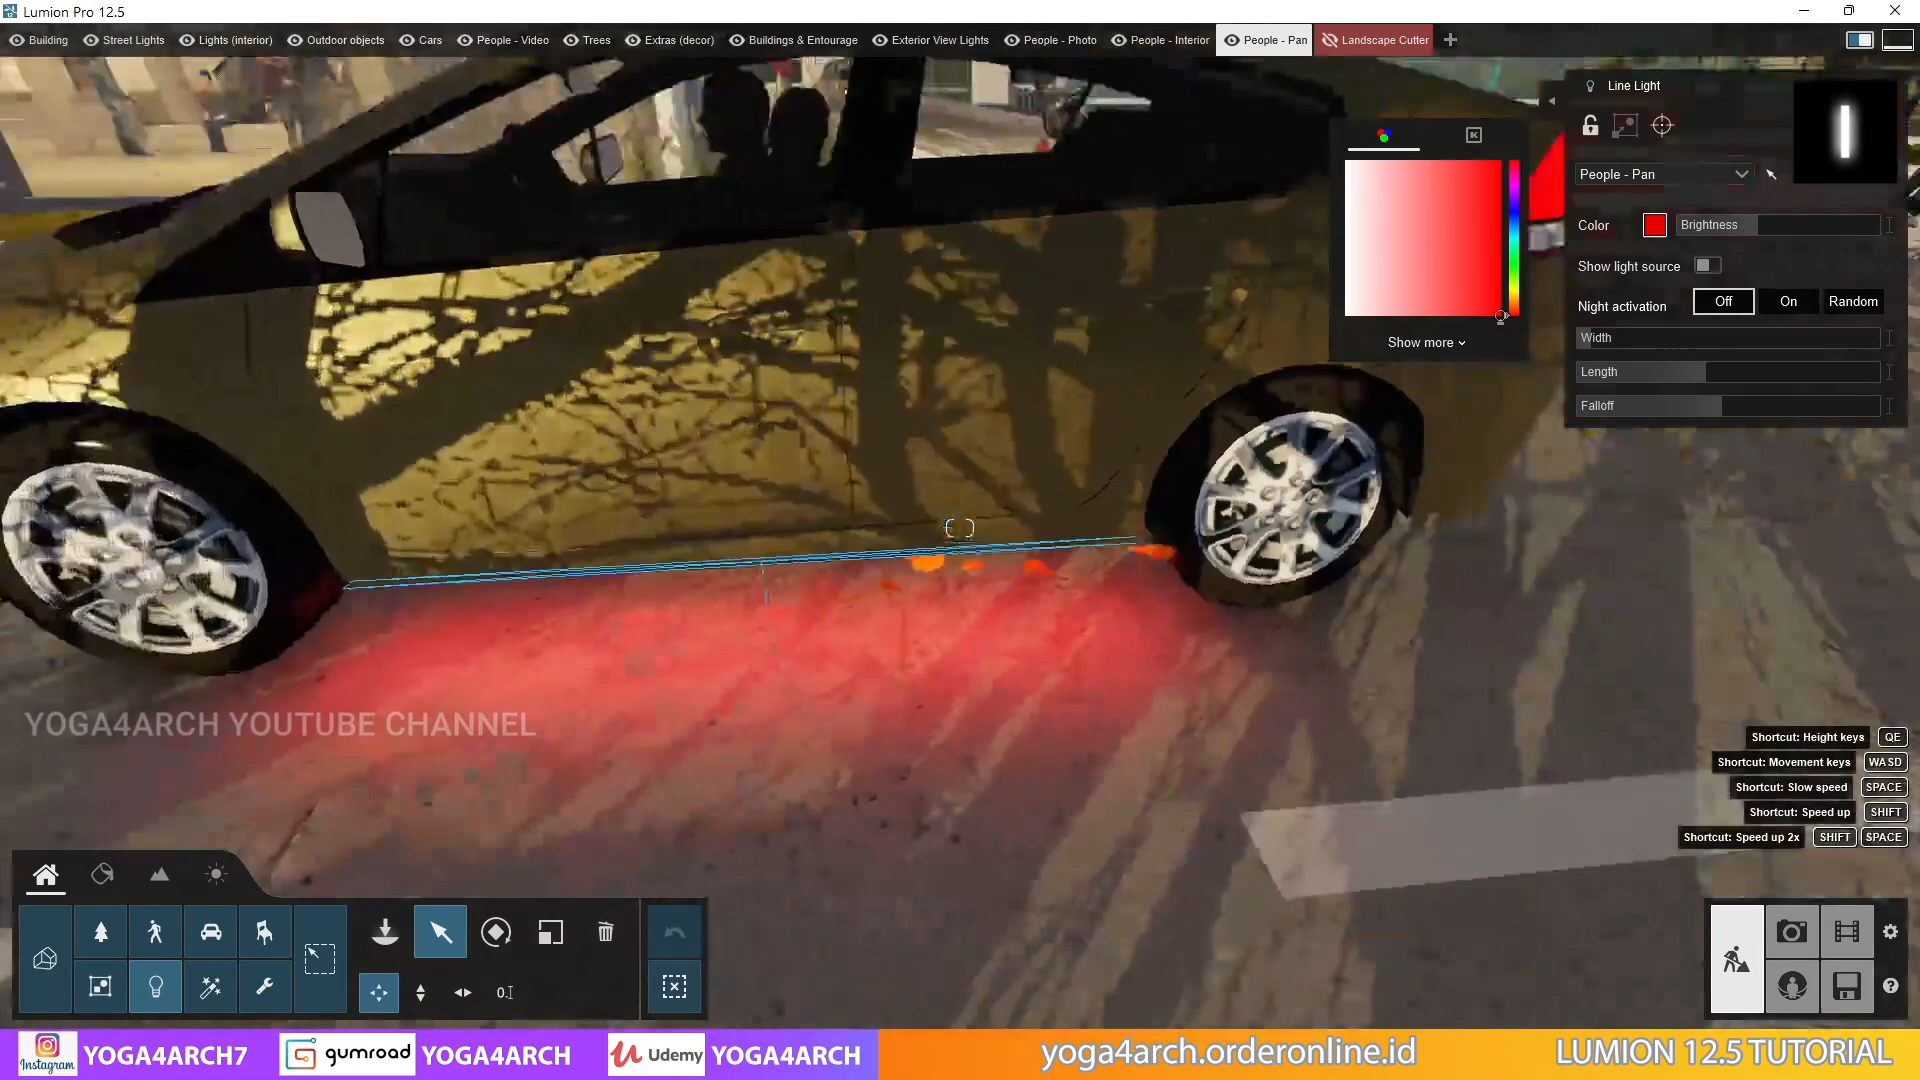 Lumion Pro 12.5
Building
Street Lights
Lights (interior)
Outdoor objects
Cars
People - Video
Trees
Extras (decor)
Buildings & Entourage
Exterior View Lights
People - Photo
People - Interior
People - Pan
Landscape Cutter
Line Light
People - Pan
Color
Brightness
Show light source
Night activation
Off
On
Random
Width
Length
Falloff
Show more
YOGA4ARCH YOUTUBE CHANNEL
Shortcut: Height keys QE
Shortcut: Movement keys WASD
Shortcut: Slow speed SPACE
Shortcut: Speed up SHIFT
Shortcut: Speed up 2x SHIFT SPACE
0.
Instagram YOGA4ARCH7
gumroad YOGA4ARCH
Udemy YOGA4ARCH
yoga4arch.orderonline.id
LUMION 12.5 TUTORIAL